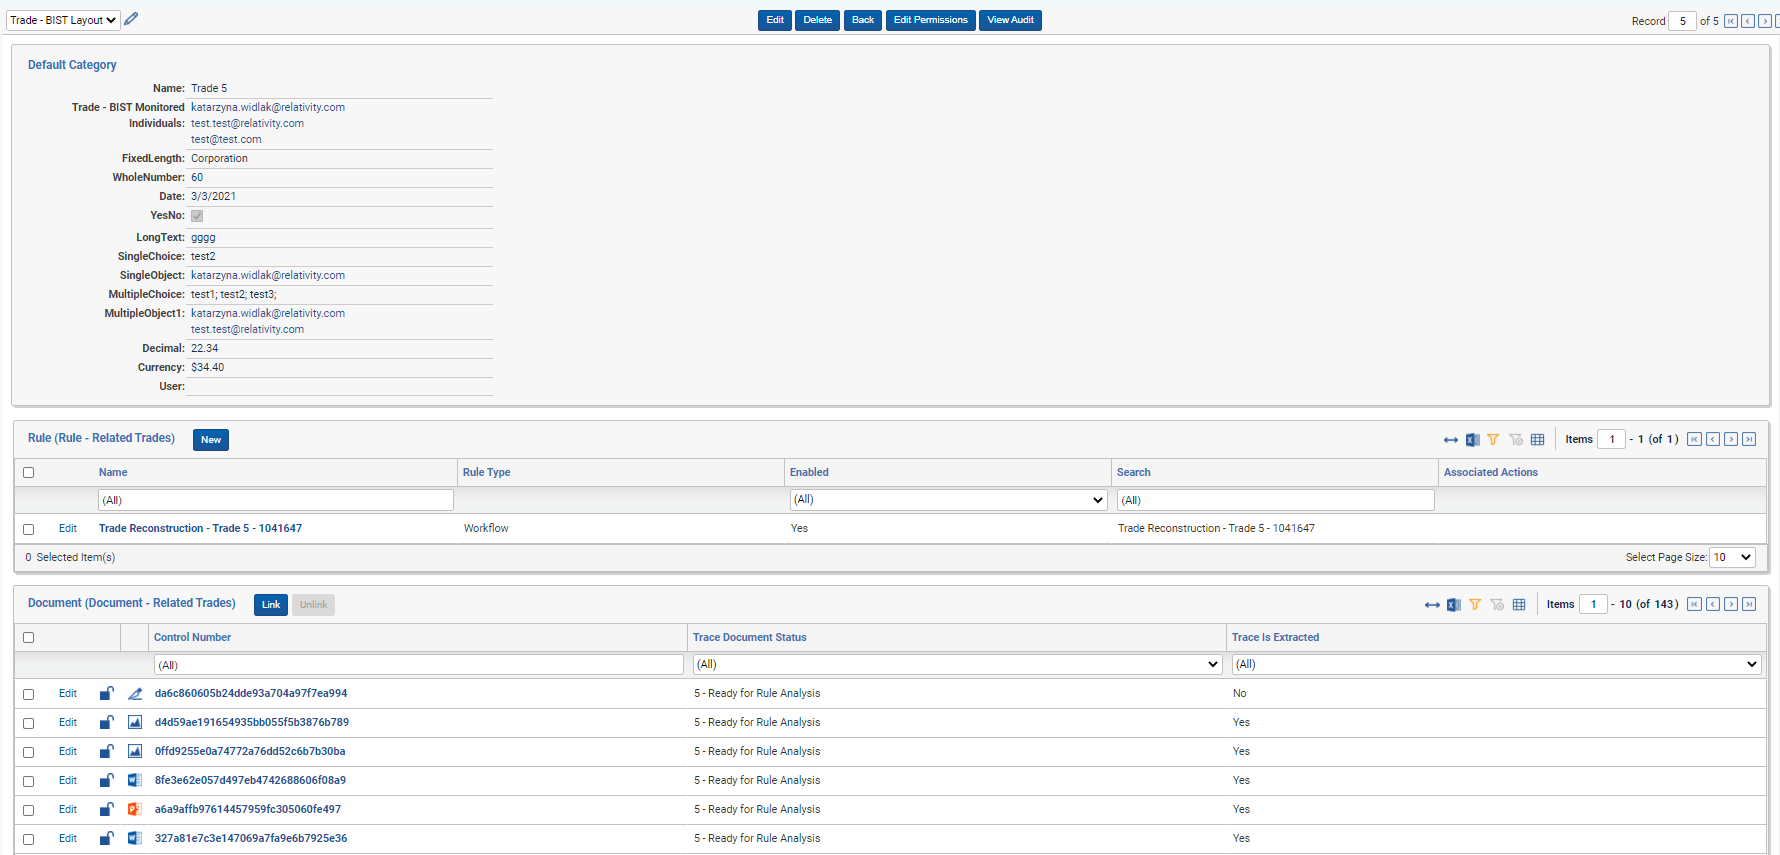 Trade - BIST Layout Edit Delete Back Edit Permissions View Audit Record 5 of 5
Default Category
Name: Trade 5
Trade - BIST Monitored Individuals: katarzyna.widlak@relativity.com
test.test@relativity.com
test@test.com
FixedLength: Corporation
WholeNumber: 60
Date: 3/3/2021
YesNo:
LongText: gggg
SingleChoice: test2
SingleObject: katarzyna.widlak@relativity.com
MultipleChoice: test1; test2; test3;
MultipleObject1: katarzyna.widlak@relativity.com
test.test@relativity.com
Decimal: 22.34
Currency: $34.40
User:
Rule (Rule - Related Trades) New Items 1 - 1 (of 1)
Name Rule Type Enabled Search Associated Actions
(All) (All) (All)
Edit Trade Reconstruction - Trade 5 - 1041647 Workflow Yes Trade Reconstruction - Trade 5 - 1041647
0 Selected Item(s) Select Page Size: 10
Document (Document - Related Trades) Link Unlink Items 1 - 10 (of 143)
Control Number Trace Document Status Trace Is Extracted
(All) (All) (All)
Edit da6c860605b24dde93a704a97f7ea994 5 - Ready for Rule Analysis No
Edit d4d59ae191654935bb055f5b3876b789 5 - Ready for Rule Analysis Yes
Edit 0ffd9255e0a74772a76dd52c6b7b30ba 5 - Ready for Rule Analysis Yes
Edit 8fe3e62e057d497eb4742688606f08a9 5 - Ready for Rule Analysis Yes
Edit a6a9affb97614457959fc305060fe497 5 - Ready for Rule Analysis Yes
Edit 327a81e7c3e147069a7fa9e6b7925e36 5 - Ready for Rule Analysis Yes